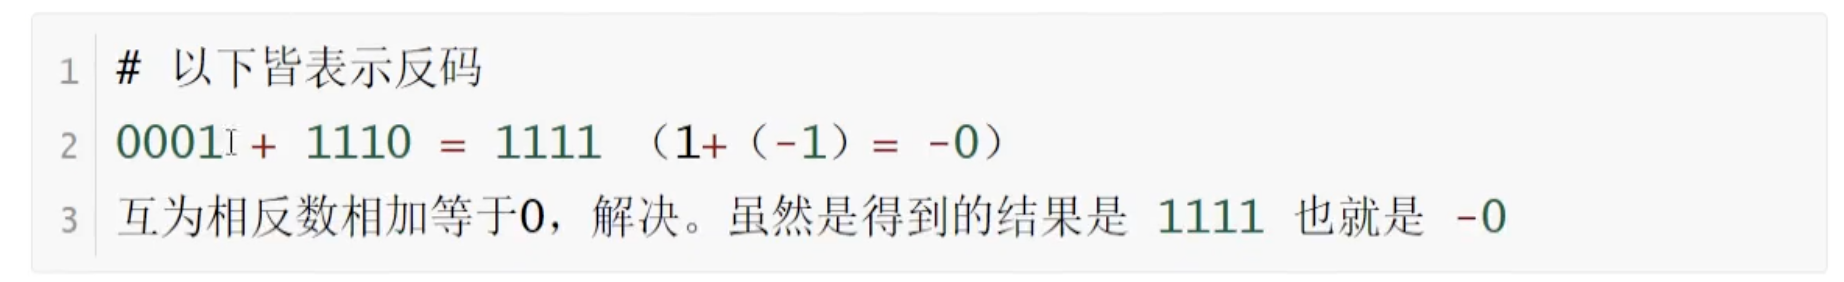 1 # 以下皆表示反码
2 0001 + 1110 = 1111 （1+（-1）= -0）
3 互为相反数相加等于0，解决。虽然是得到的结果是 1111 也就是 -0